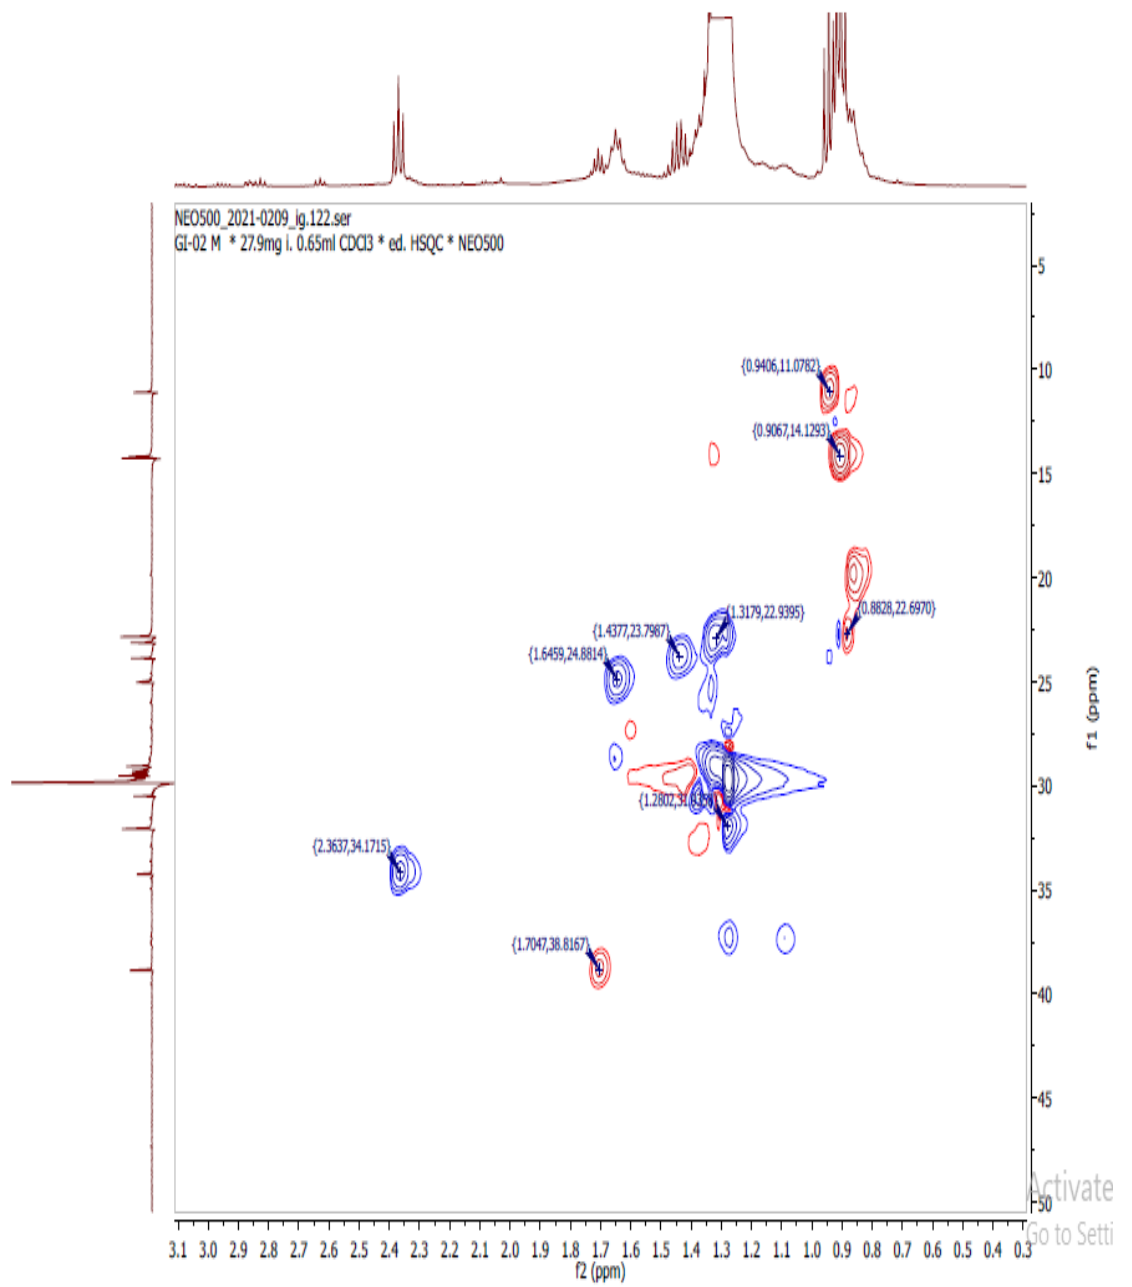 NEO500_2021-0209_ig.122.ser
GI-02 M * 27.9mg i. 0.65ml CDCl3 * ed. HSQC * NEO500
5
{0.9406,11.0782}
10
{0.9067,14.1293}
15
20
{0.8828,22.6970}
{1.3179,22.9395}
{1.4377,23.7987}
{1.6459,24.8814}
25
f1 (ppm)
30
{2.3637,34.1715}
35
{1.7047,38.8167}
40
45
Activate
50
Go to Setti
3.1 3.0 2.9 2.8 2.7 2.6 2.5 2.4 2.3 2.2 2.1 2.0 1.9 1.8 1.7 1.6 1.5 1.4 1.3 1.2 1.1 1.0 0.9 0.8 0.7 0.6 0.5 0.4 0.3
f2 (ppm)